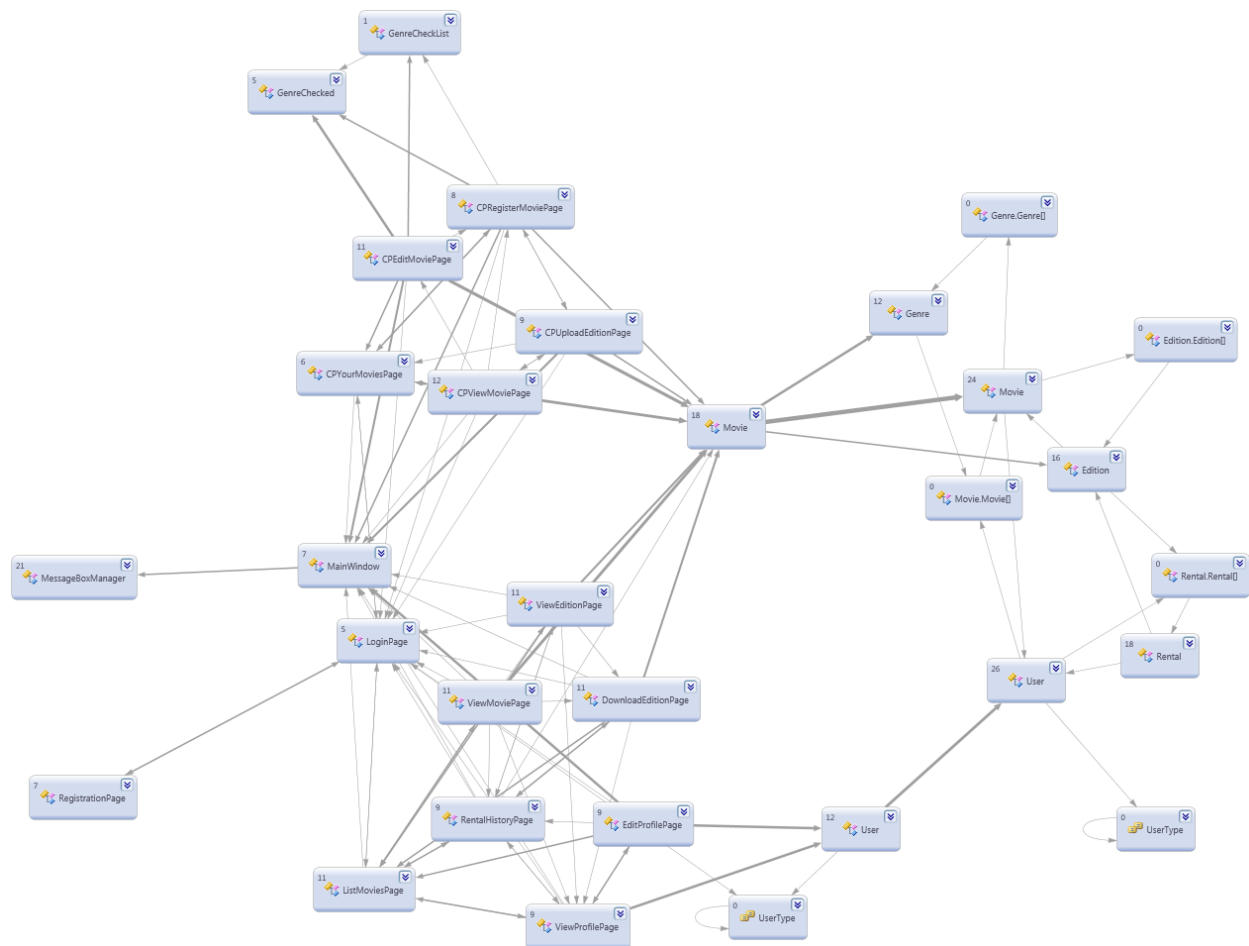 1
GenreCheckList
5
GenreChecked
8
CPRegisterMoviePage
0
Genre.Genre[]
11
CPEditMoviePage
12
Genre
9
CPUploadEditionPage
0
Edition.Edition[]
6
CPYourMoviesPage
12
CPViewMoviePage
24
Movie
18
Movie
16
Edition
0
Movie.Movie[]
7
MainWindow
21
MessageBoxManager
0
Rental.Rental[]
11
ViewEditionPage
5
LoginPage
18
Rental
26
User
11
ViewMoviePage
11
DownloadEditionPage
7
RegistrationPage
9
RentalHistoryPage
9
EditProfilePage
12
User
0
UserType
11
ListMoviesPage
9
ViewProfilePage
0
UserType